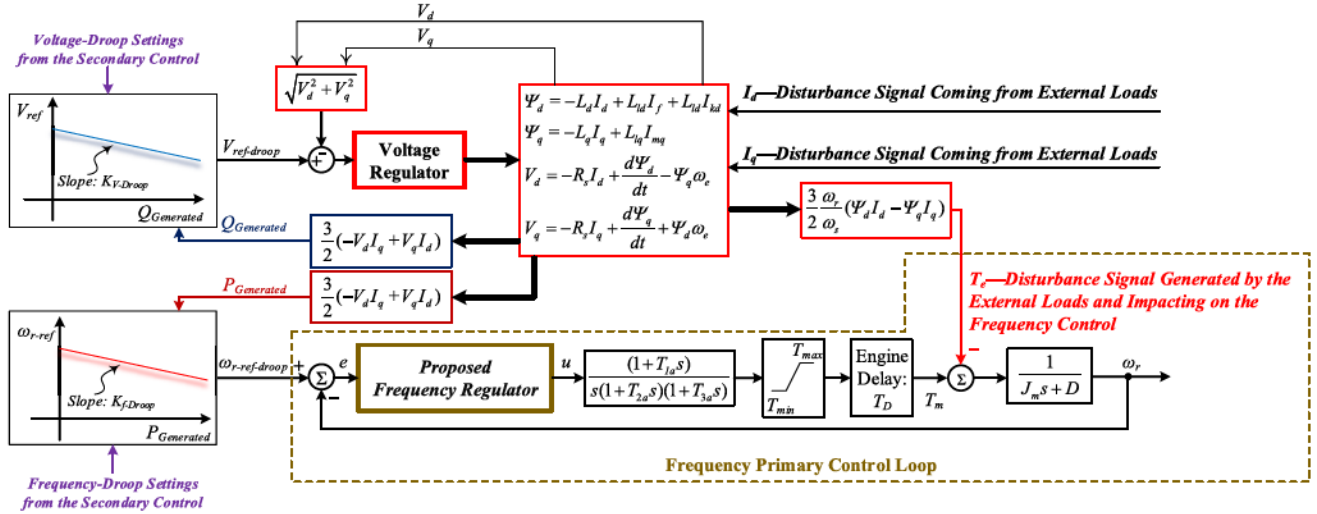 V_d
V_q
Voltage-Droop Settings
from the Secondary Control
V_ref
Slope: K_V-Droop
Q_Generated
V_ref-droop
√(V_d^2 + V_q^2)
+
−
Voltage
Regulator
Ψ_d = −L_d I_d + L_ld I_f + L_ld I_kd
Ψ_q = −L_q I_q + L_lq I_mq
V_d = −R_s I_d + dΨ_d/dt − Ψ_q ω_e
V_q = −R_s I_q + dΨ_q/dt + Ψ_d ω_e
I_d—Disturbance Signal Coming from External Loads
I_q—Disturbance Signal Coming from External Loads
3/2 ω_r/ω_s (Ψ_d I_d − Ψ_q I_q)
Q_Generated
3/2 (−V_d I_q + V_q I_d)
P_Generated
3/2 (−V_d I_q + V_q I_d)
T_e—Disturbance Signal Generated by the
External Loads and Impacting on the
Frequency Control
ω_r-ref
Slope: K_f-Droop
P_Generated
ω_r-ref-droop
+
Σ
−
e
Proposed
Frequency Regulator
u
(1+T_1a s)
s(1+T_2a s)(1+T_3a s)
T_max
T_min
Engine
Delay:
T_D
T_m
−
Σ
1
J_m s + D
ω_r
Frequency Primary Control Loop
Frequency-Droop Settings
from the Secondary Control